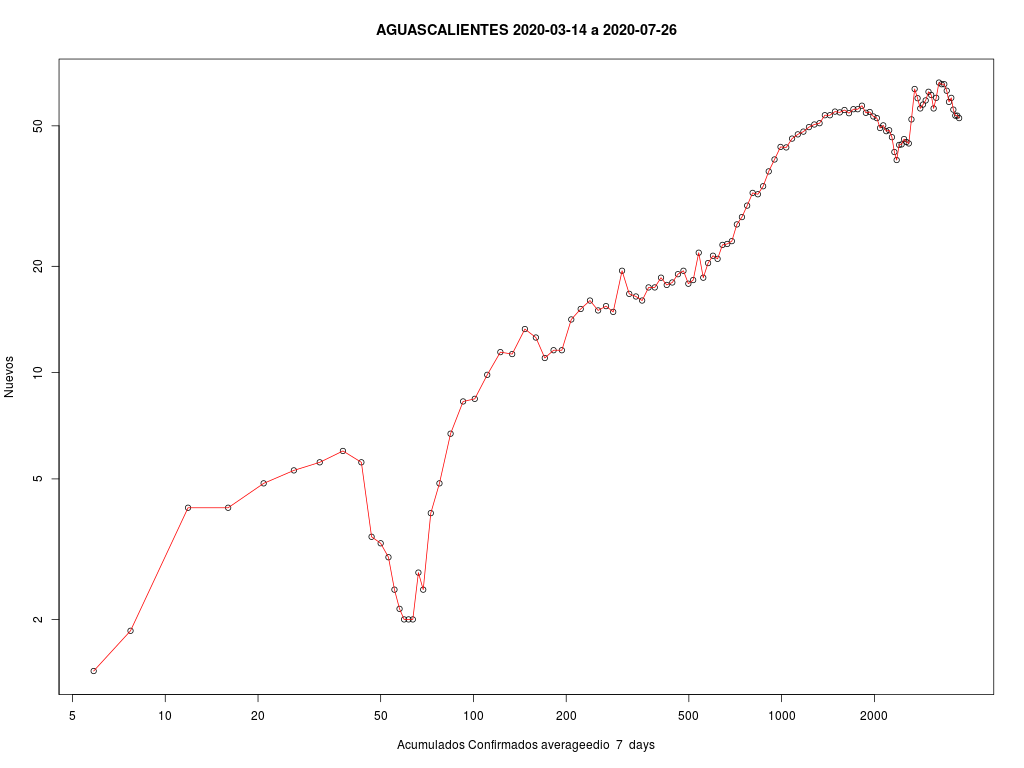 AGUASCALIENTES 2020-03-14 a 2020-07-26
50
20
10
5
2
Nuevos
5 10 20 50 100 200 500 1000 2000
Acumulados Confirmados averageedio 7 days